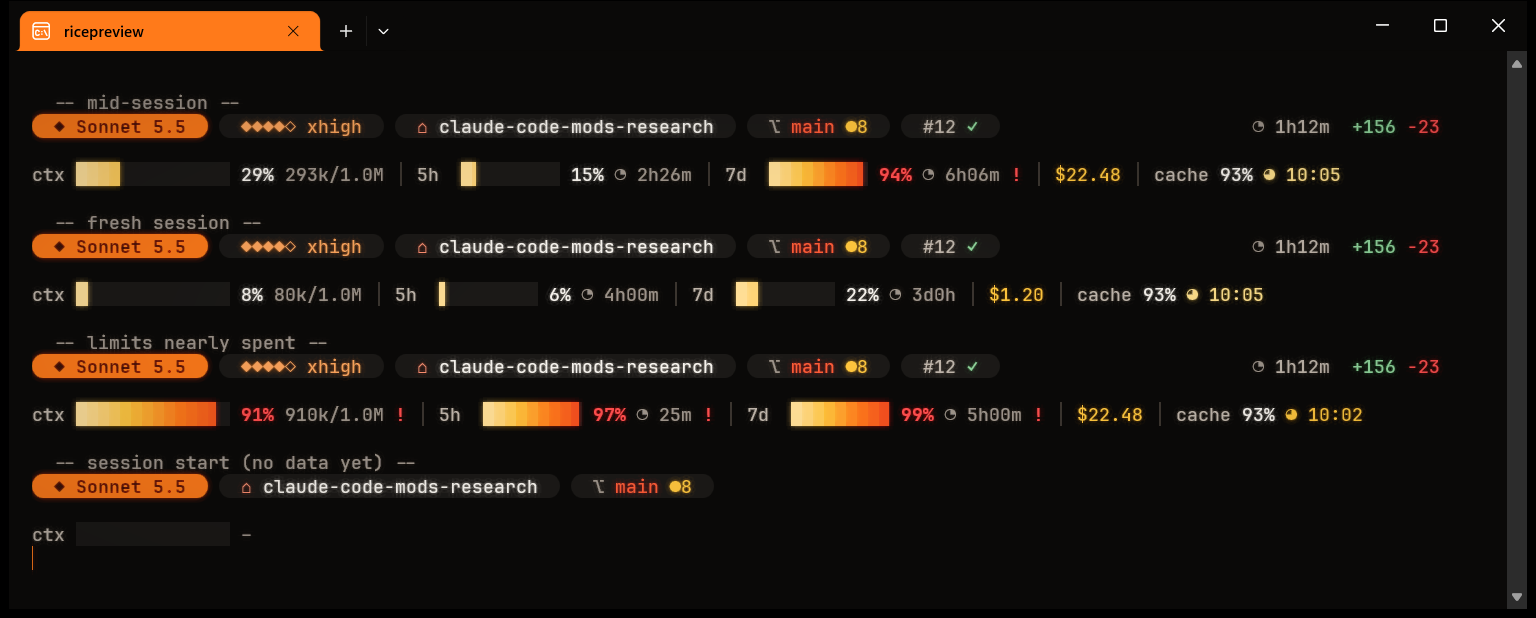 ricepreview
-- mid-session --
◆ Sonnet 5.5 ◆◆◆◆◇ xhigh ⌂ claude-code-mods-research ⌥ main ●8 #12 ✓ ◔ 1h12m +156 -23
ctx 29% 293k/1.0M │ 5h 15% ◔ 2h26m │ 7d 94% ◔ 6h06m ! │ $22.48 │ cache 93% ◕ 10:05
-- fresh session --
◆ Sonnet 5.5 ◆◆◆◆◇ xhigh ⌂ claude-code-mods-research ⌥ main ●8 #12 ✓ ◔ 1h12m +156 -23
ctx 8% 80k/1.0M │ 5h 6% ◔ 4h00m │ 7d 22% ◔ 3d0h │ $1.20 │ cache 93% ◕ 10:05
-- limits nearly spent --
◆ Sonnet 5.5 ◆◆◆◆◇ xhigh ⌂ claude-code-mods-research ⌥ main ●8 #12 ✓ ◔ 1h12m +156 -23
ctx 91% 910k/1.0M ! │ 5h 97% ◔ 25m ! │ 7d 99% ◔ 5h00m ! │ $22.48 │ cache 93% ◕ 10:02
-- session start (no data yet) --
◆ Sonnet 5.5 ⌂ claude-code-mods-research ⌥ main ●8
ctx –